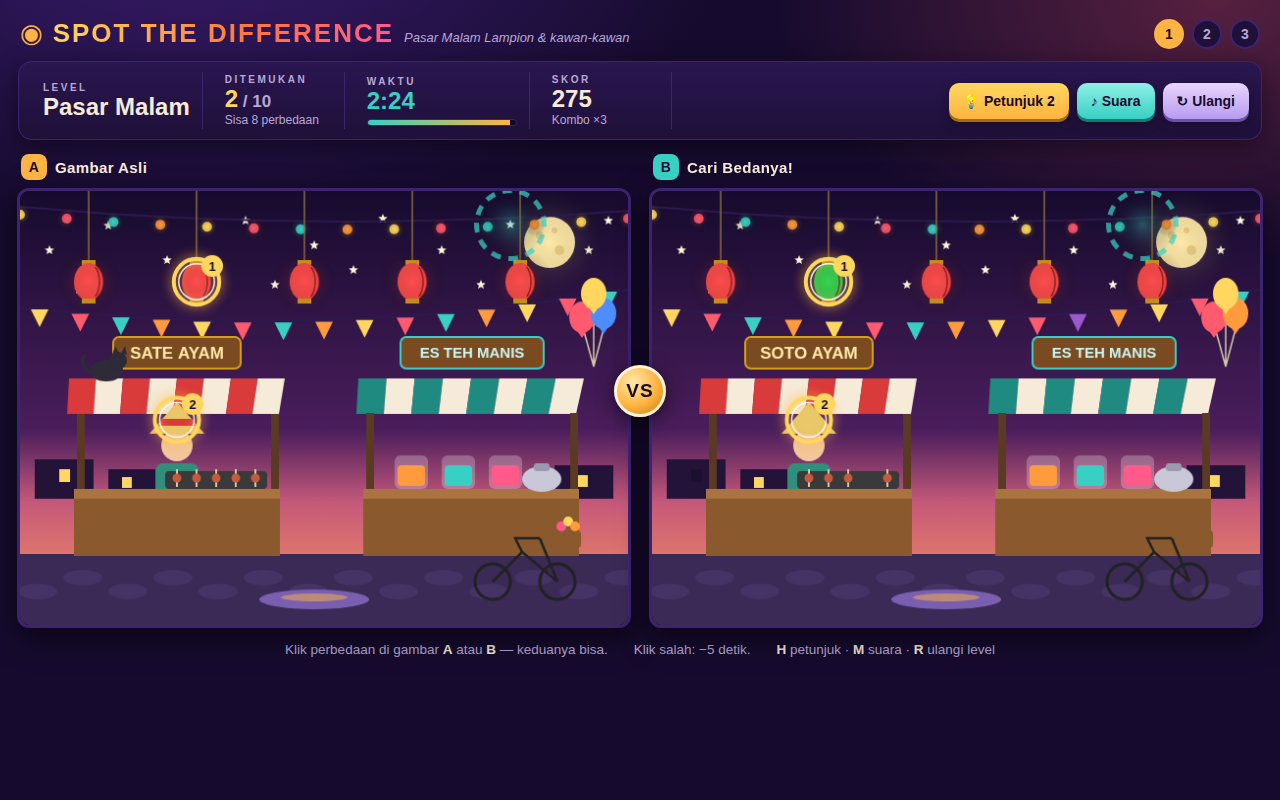 ◉ SPOT THE DIFFERENCE Pasar Malam Lampion & kawan-kawan
1 2 3
LEVEL
Pasar Malam
DITEMUKAN
2 / 10
Sisa 8 perbedaan
WAKTU
2:24
SKOR
275
Kombo ×3
💡 Petunjuk 2
♪ Suara
↻ Ulangi
A Gambar Asli
B Cari Bedanya!
1
SATE AYAM
ES TEH MANIS
2
VS
1
SOTO AYAM
ES TEH MANIS
2
Klik perbedaan di gambar A atau B — keduanya bisa. Klik salah: −5 detik. H petunjuk · M suara · R ulangi level